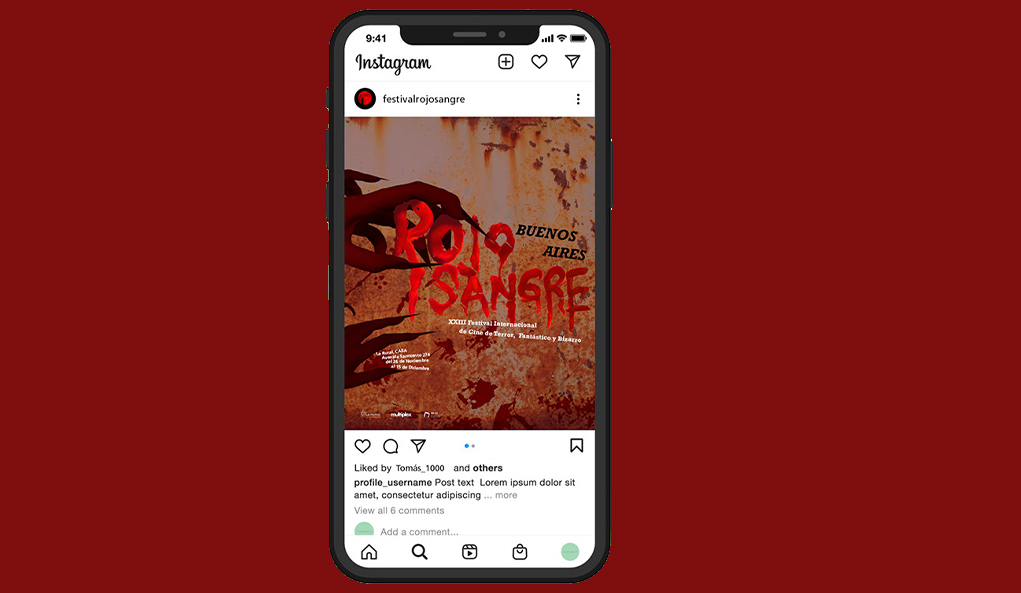 9:41
Instagram
festivalrojosangre
ROJO
SANGRE
BUENOS
AIRES
XXIII Festival Internacional
de Cine de Terror, Fantástico y Bizarro
La Rural, CABA
Avenida Sarmiento 274
del 26 de Noviembre
al 15 de Diciembre
multiplex
Liked by Tomás_1000 and others
profile_username Post text Lorem ipsum dolor sit
amet, consectetur adipiscing ... more
View all 6 comments
Add a comment...